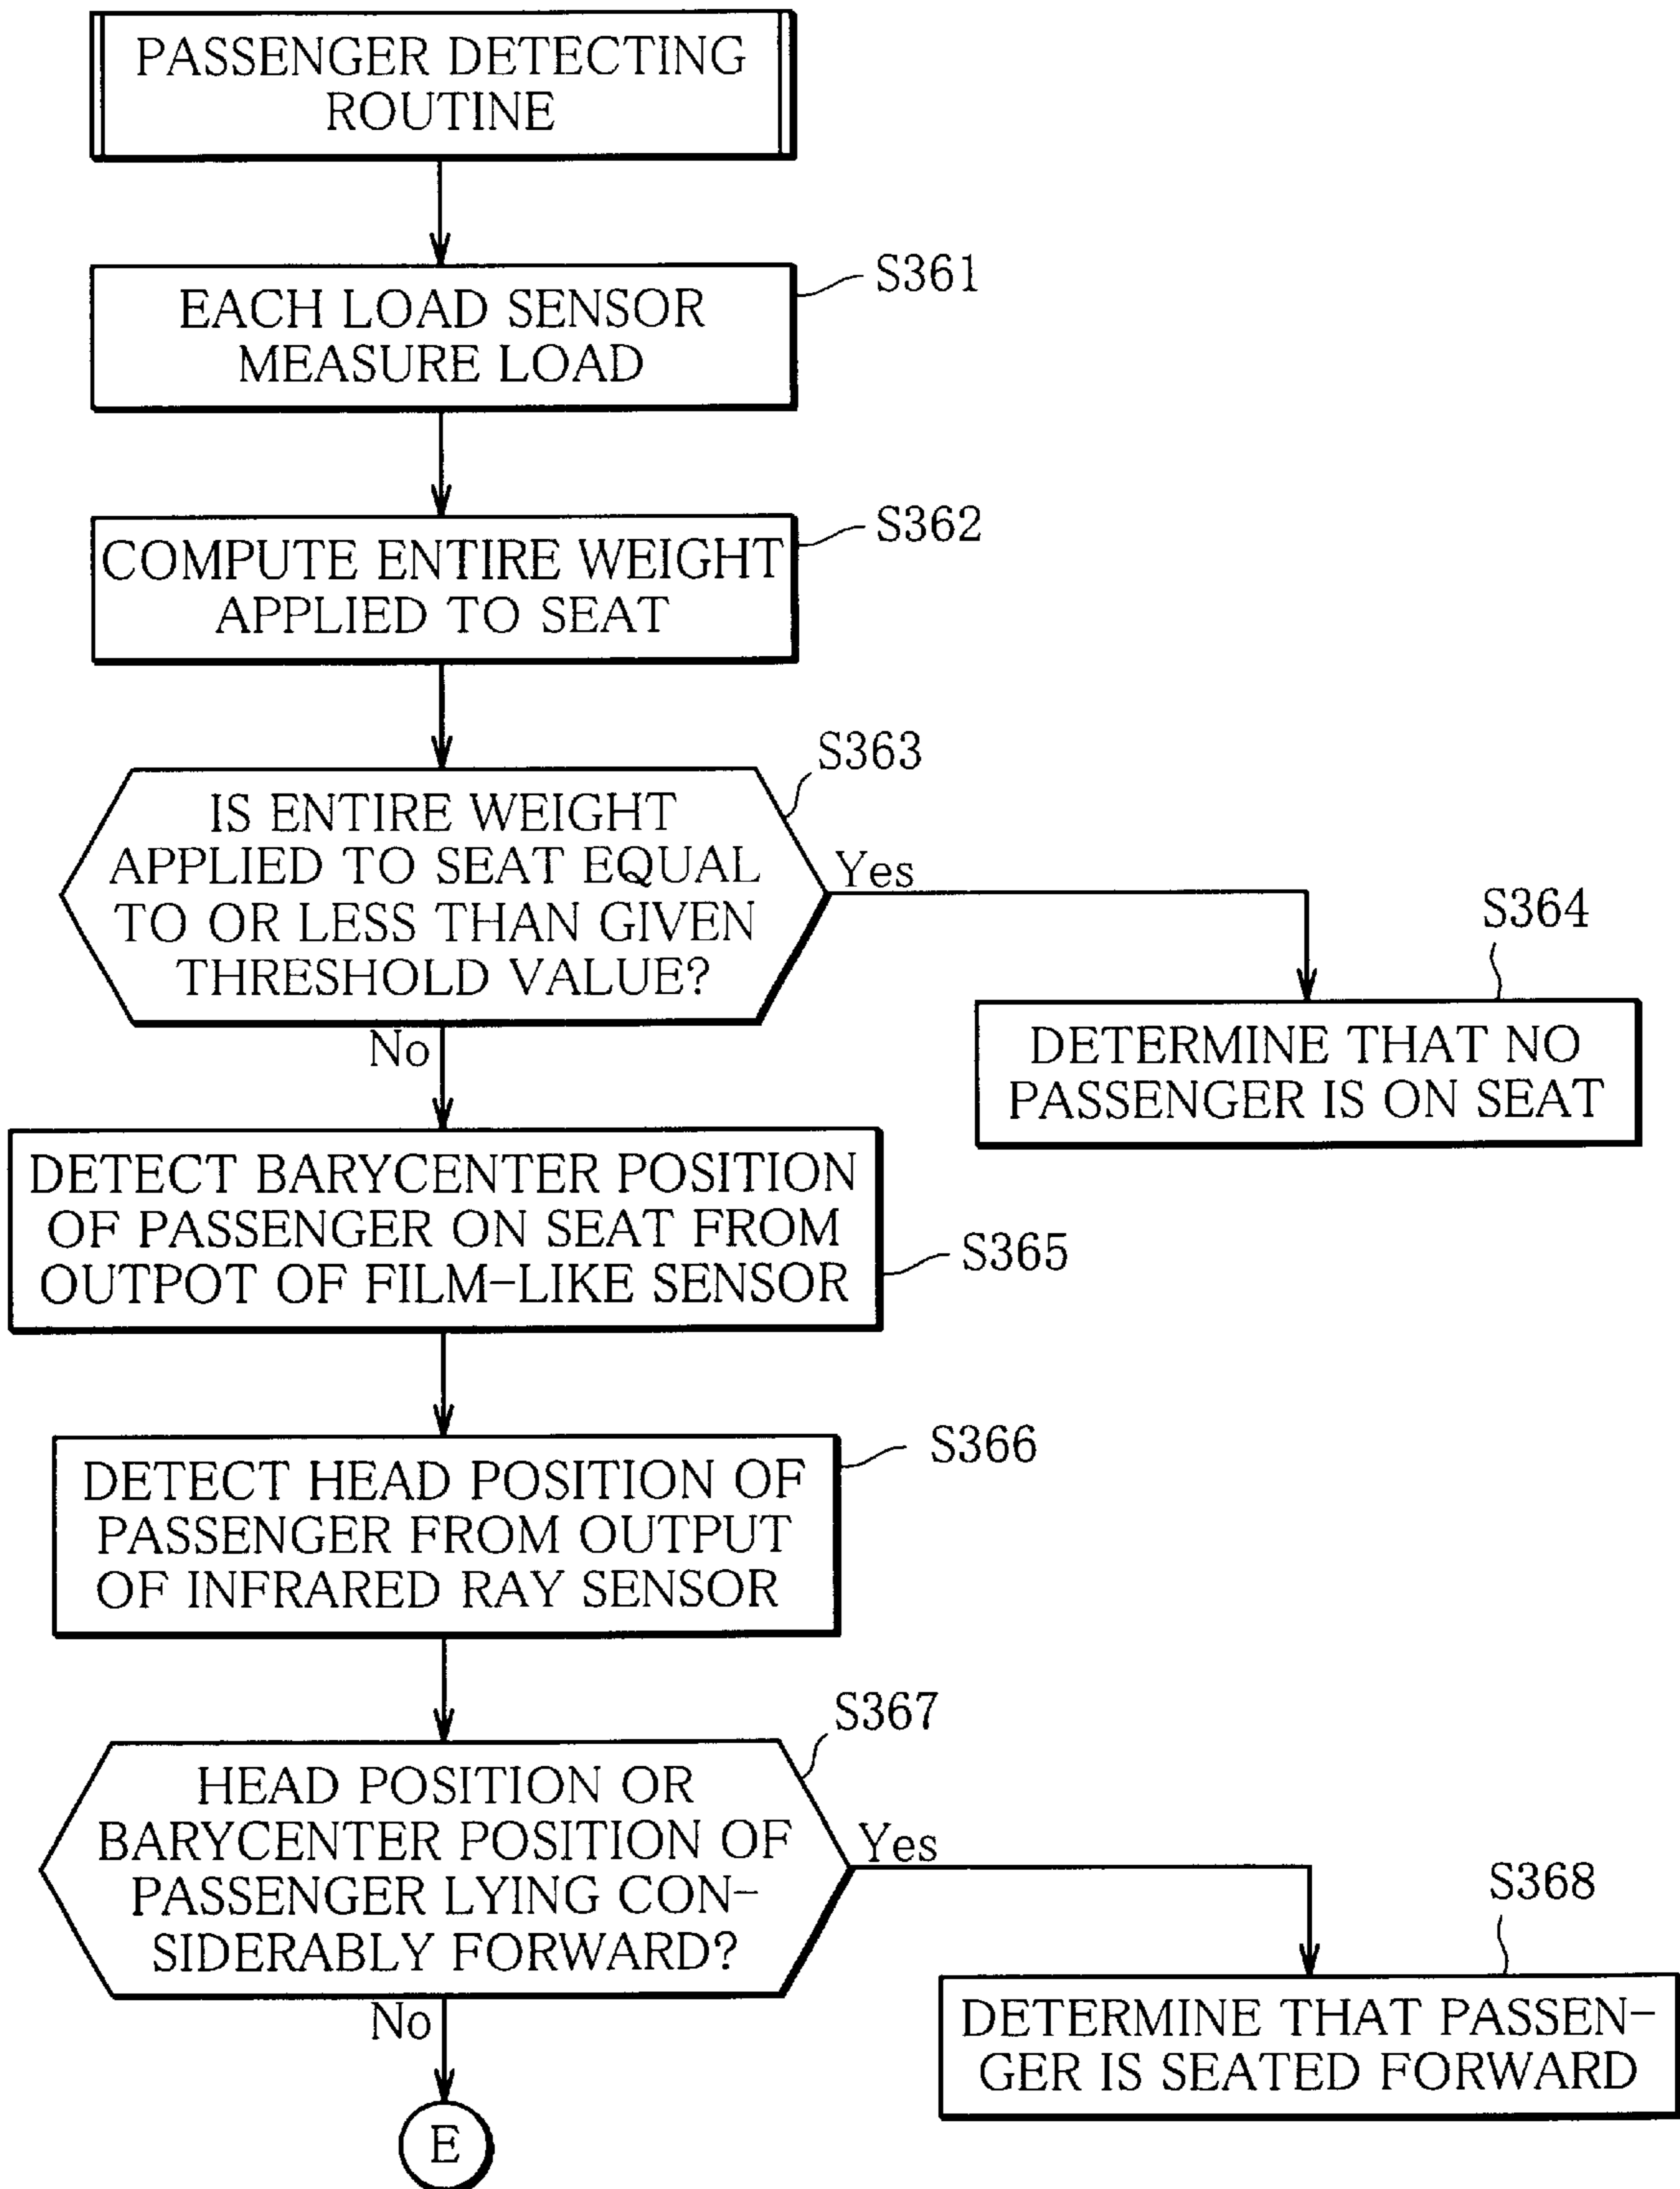 PASSENGER DETECTING
ROUTINE
S361
EACH LOAD SENSOR
MEASURE LOAD
S362
COMPUTE ENTIRE WEIGHT
APPLIED TO SEAT
S363
IS ENTIRE WEIGHT
APPLIED TO SEAT EQUAL
TO OR LESS THAN GIVEN
THRESHOLD VALUE?
Yes
S364
DETERMINE THAT NO
PASSENGER IS ON SEAT
No
DETECT BARYCENTER POSITION
OF PASSENGER ON SEAT FROM
OUTPOT OF FILM-LIKE SENSOR
S365
S366
DETECT HEAD POSITION OF
PASSENGER FROM OUTPUT
OF INFRARED RAY SENSOR
S367
HEAD POSITION OR
BARYCENTER POSITION OF
PASSENGER LYING CON-
SIDERABLY FORWARD?
Yes
S368
DETERMINE THAT PASSEN-
GER IS SEATED FORWARD
No
E